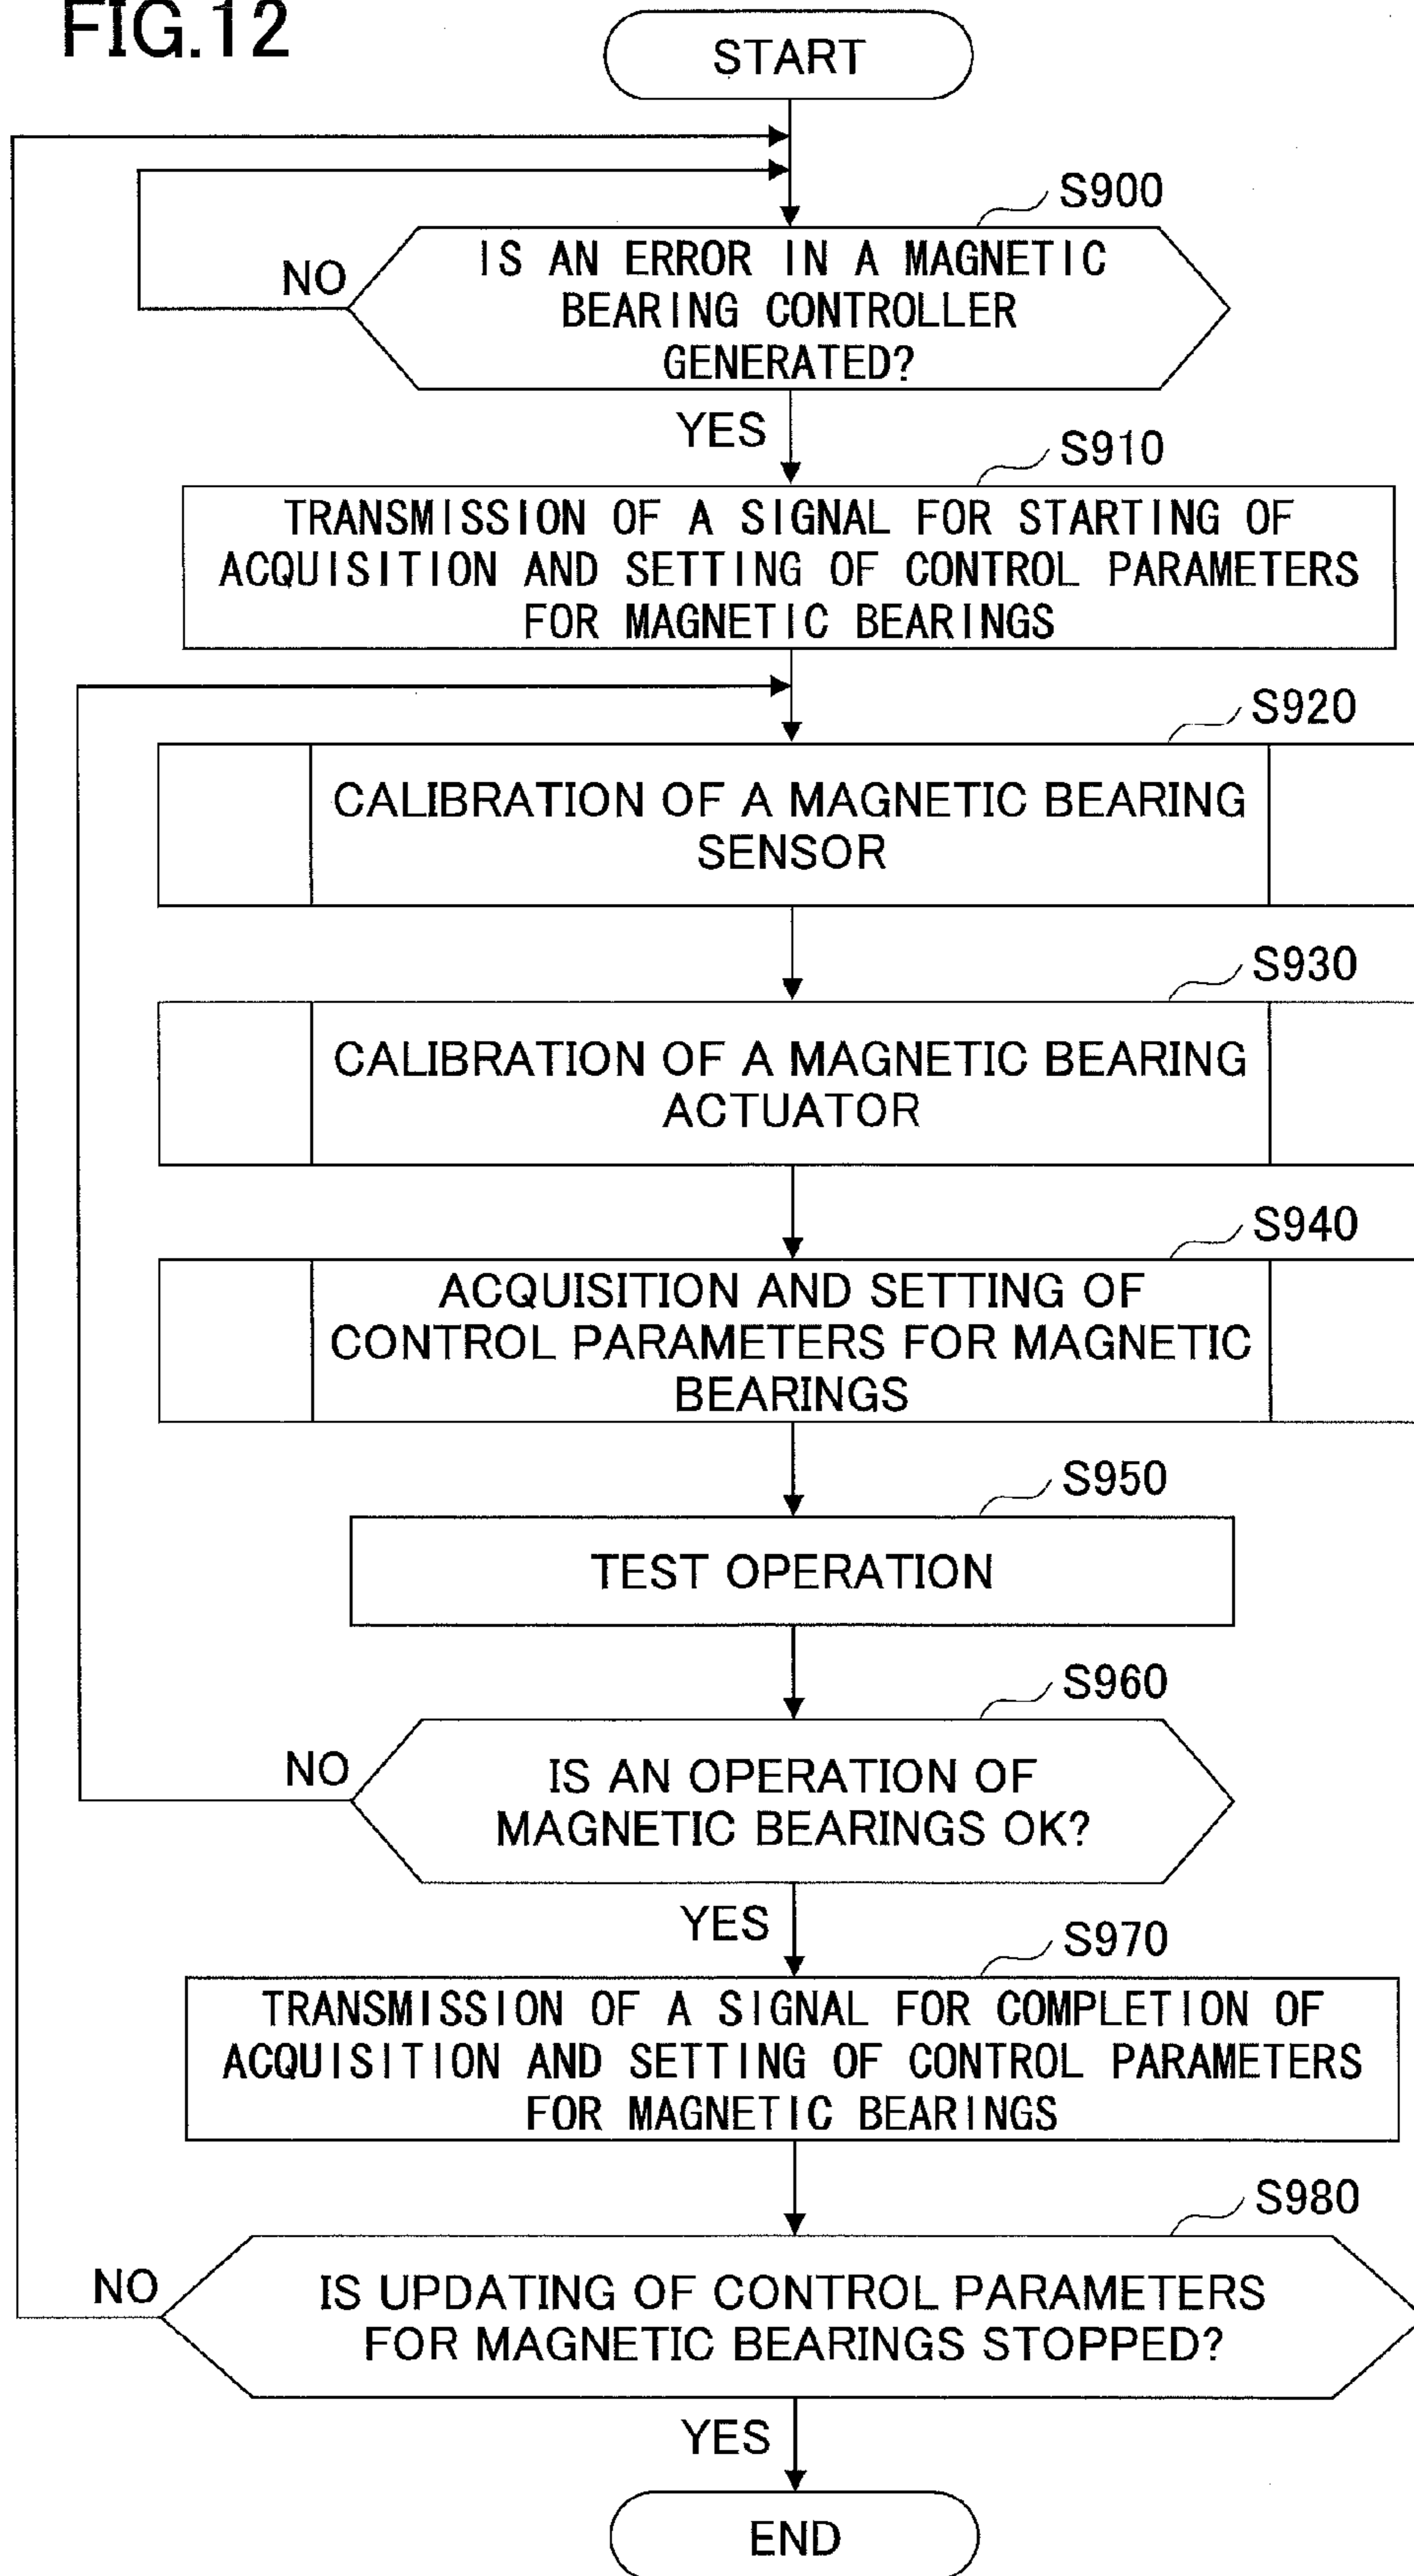 FIG.12
START
S900
IS AN ERROR IN A MAGNETIC
BEARING CONTROLLER
GENERATED?
NO
YES
S910
TRANSMISSION OF A SIGNAL FOR STARTING OF
ACQUISITION AND SETTING OF CONTROL PARAMETERS
FOR MAGNETIC BEARINGS
S920
CALIBRATION OF A MAGNETIC BEARING
SENSOR
S930
CALIBRATION OF A MAGNETIC BEARING
ACTUATOR
S940
ACQUISITION AND SETTING OF
CONTROL PARAMETERS FOR MAGNETIC
BEARINGS
S950
TEST OPERATION
S960
NO
IS AN OPERATION OF
MAGNETIC BEARINGS OK?
YES
S970
TRANSMISSION OF A SIGNAL FOR COMPLETION OF
ACQUISITION AND SETTING OF CONTROL PARAMETERS
FOR MAGNETIC BEARINGS
S980
NO
IS UPDATING OF CONTROL PARAMETERS
FOR MAGNETIC BEARINGS STOPPED?
YES
END